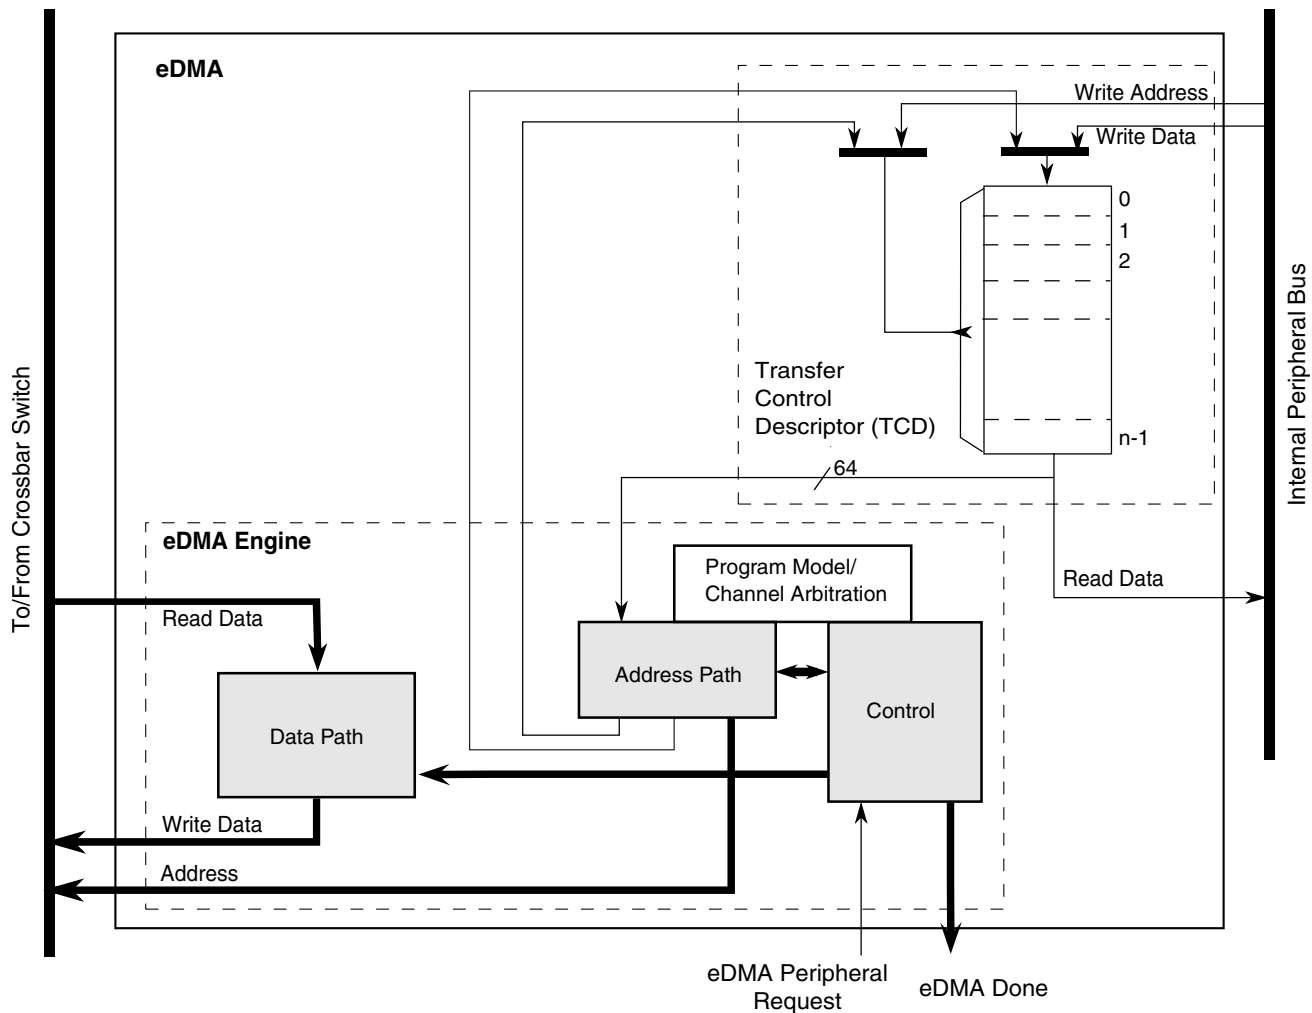 eDMA
Write Address
Write Data
0
1
2
n-1
Transfer
Control
Descriptor (TCD)
64
Internal Peripheral Bus
To/From Crossbar Switch
eDMA Engine
Program Model/
Channel Arbitration
Read Data
Read Data
Address Path
Control
Data Path
Write Data
Address
eDMA Peripheral
Request
eDMA Done